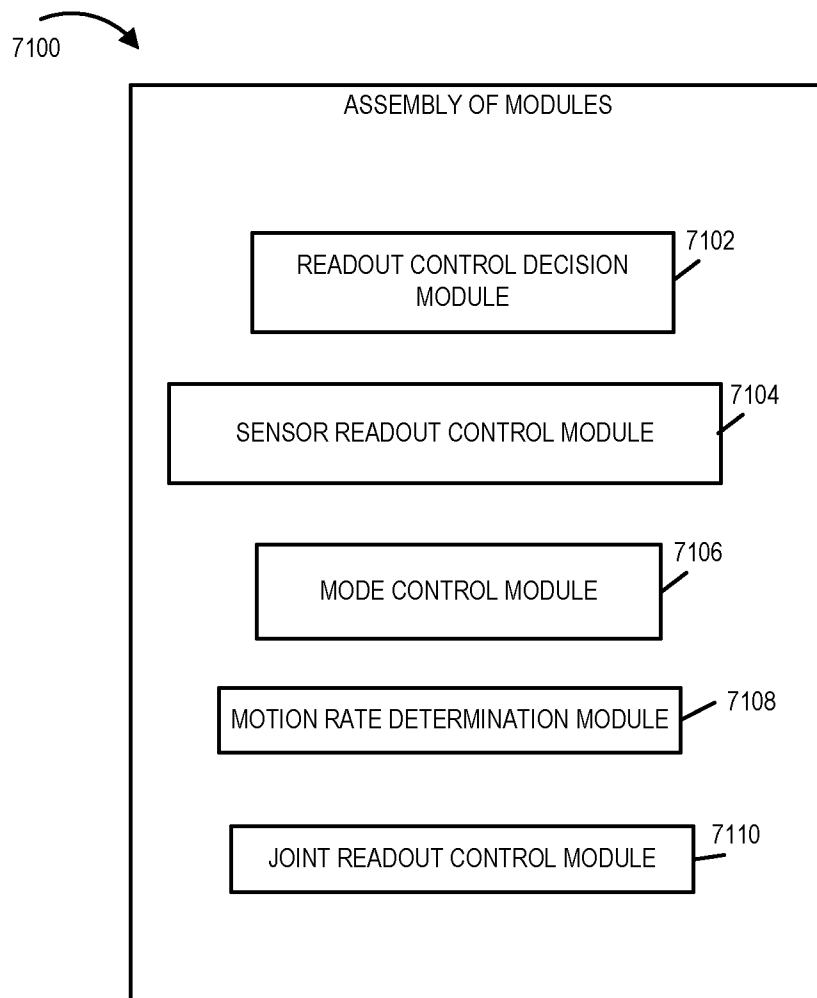 7100
ASSEMBLY OF MODULES
7102
READOUT CONTROL DECISION
MODULE
7104
SENSOR READOUT CONTROL MODULE
7106
MODE CONTROL MODULE
7108
MOTION RATE DETERMINATION MODULE
7110
JOINT READOUT CONTROL MODULE